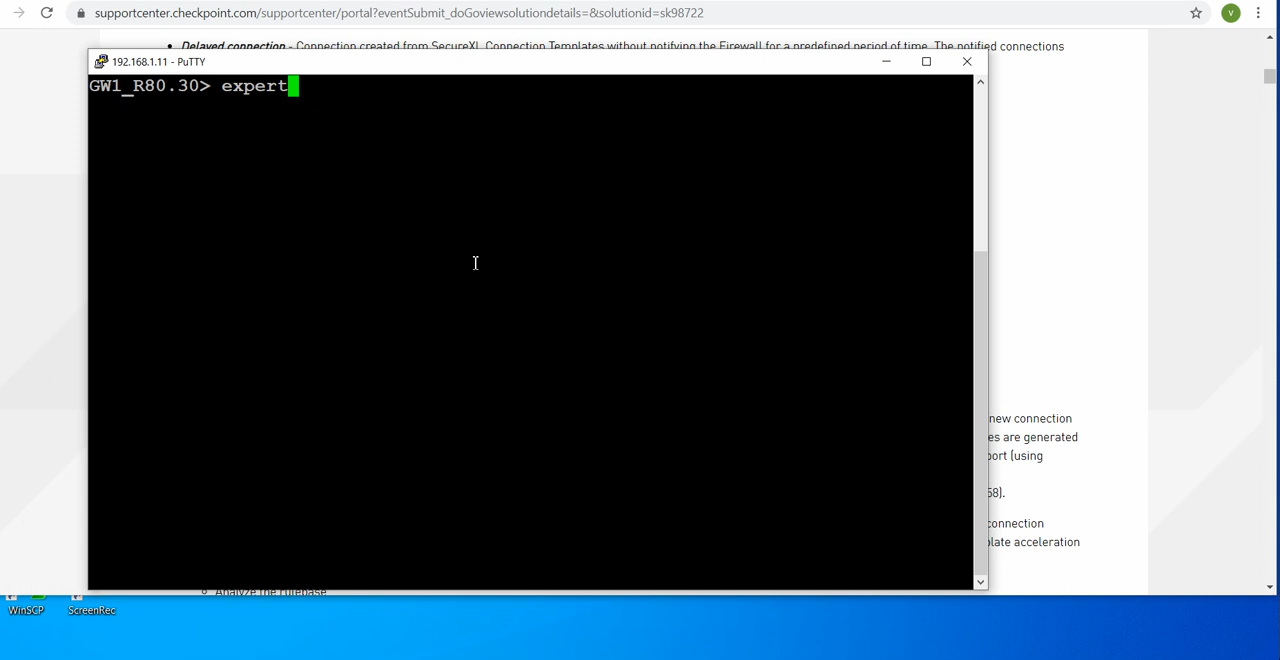 supportcenter.checkpoint.com/supportcenter/portal?eventSubmit_doGoviewsolutiondetails=&solutionid=sk98722
V
Delayed connection - Connection created from SecureXL Connection Templates without notifying the Firewall for a predefined period of time. The notified connections
192.168.1.11 - PuTTY
GW1_R80.30> expert
new connection
es are generated
port (using
58).
connection
plate acceleration
Analyze the rulebase
WinSCP
ScreenRec